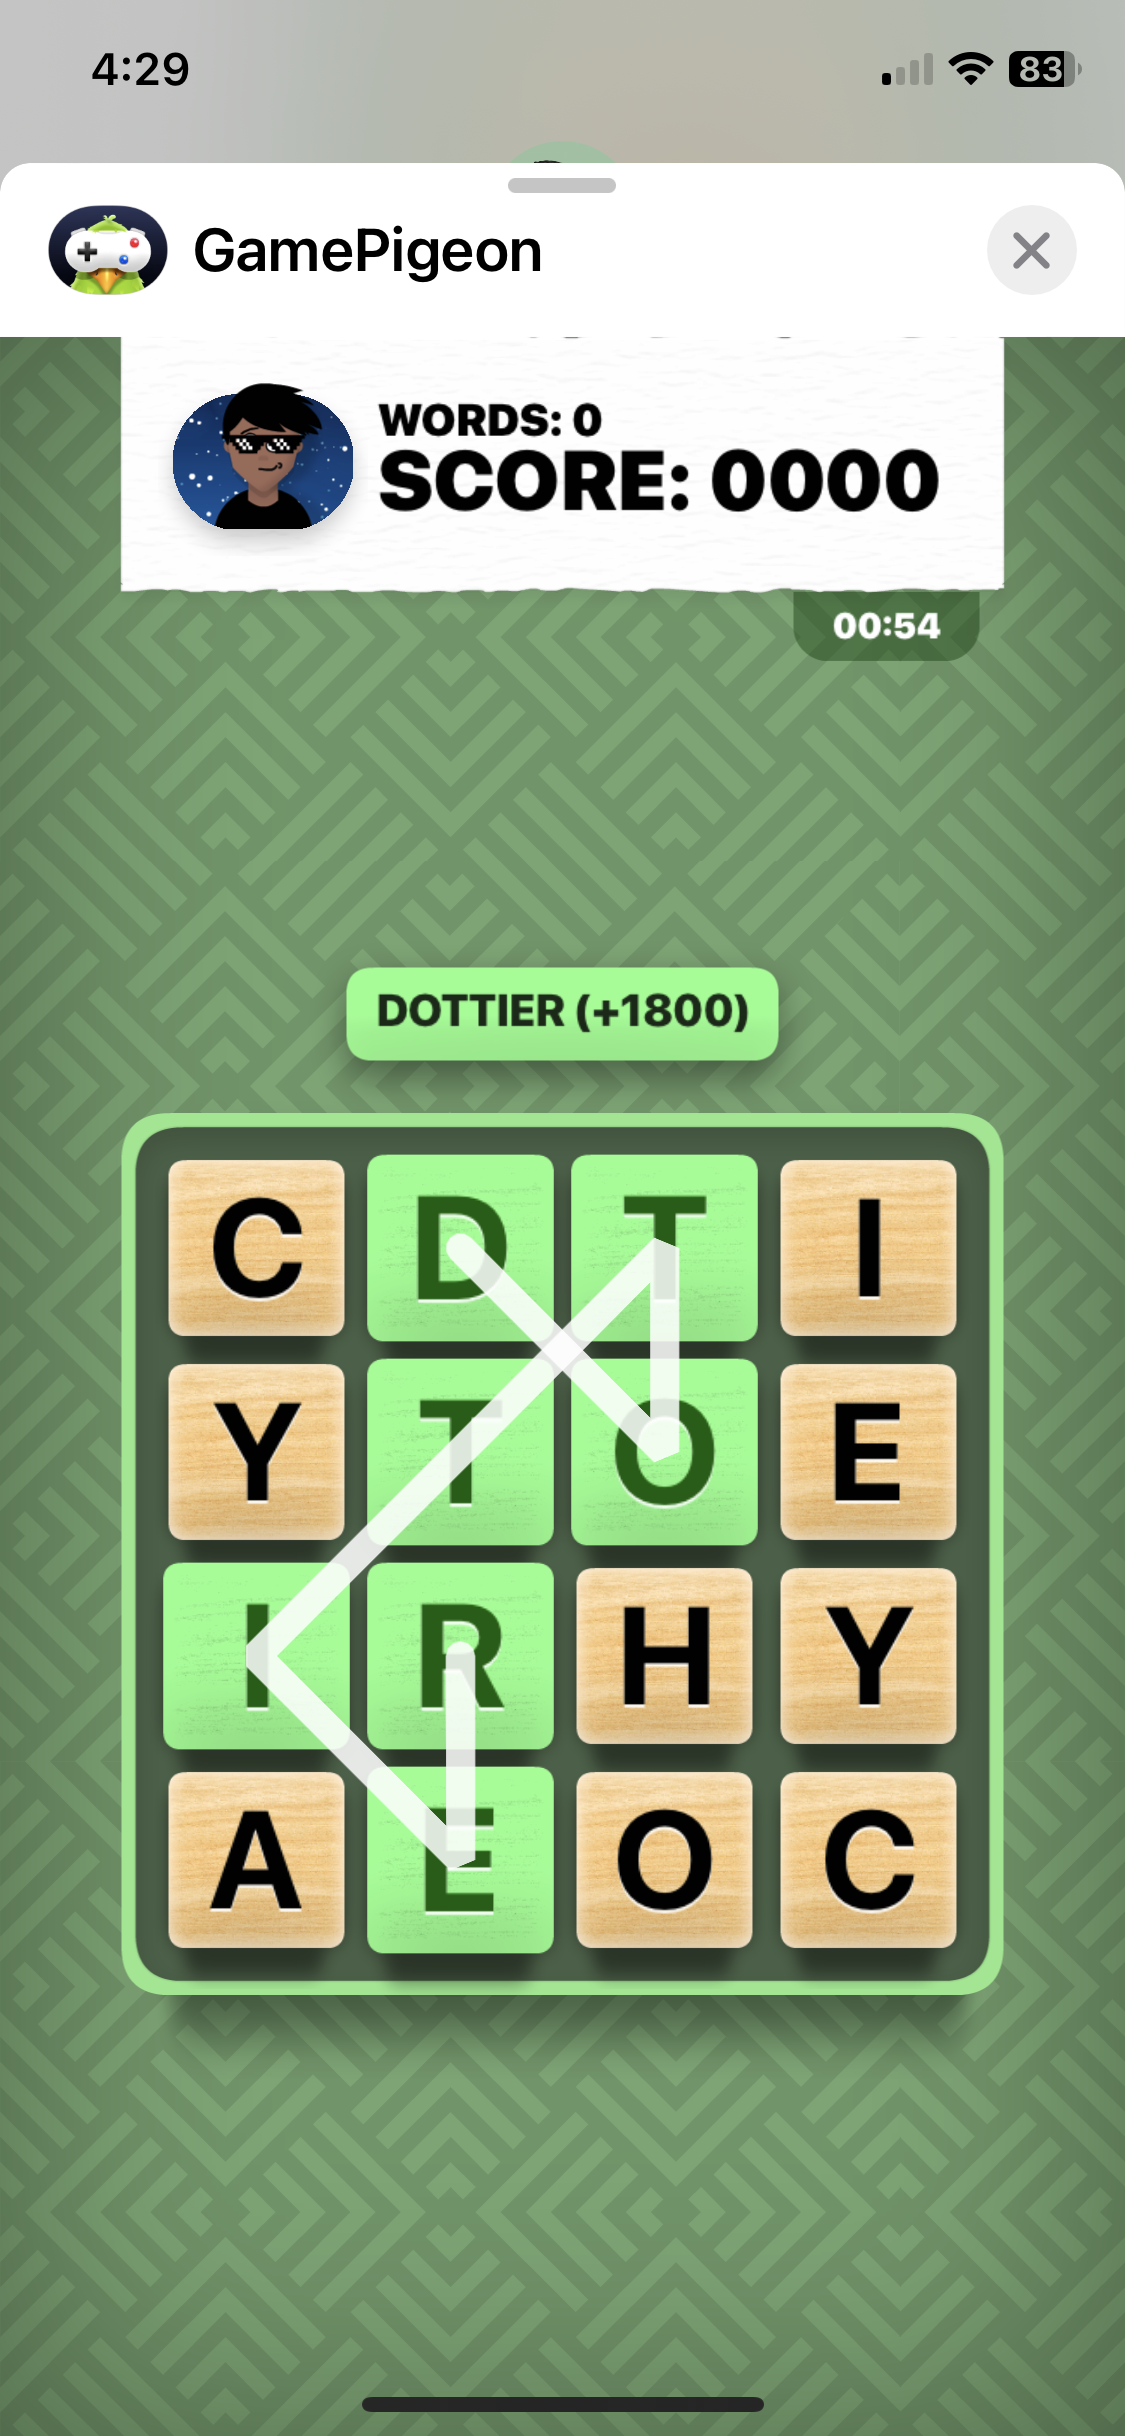 4:29
83
GamePigeon
WORDS: 0
SCORE: 0000
00:54
DOTTIER (+1800)
C D T I
Y T O E
I R H Y
A E O C